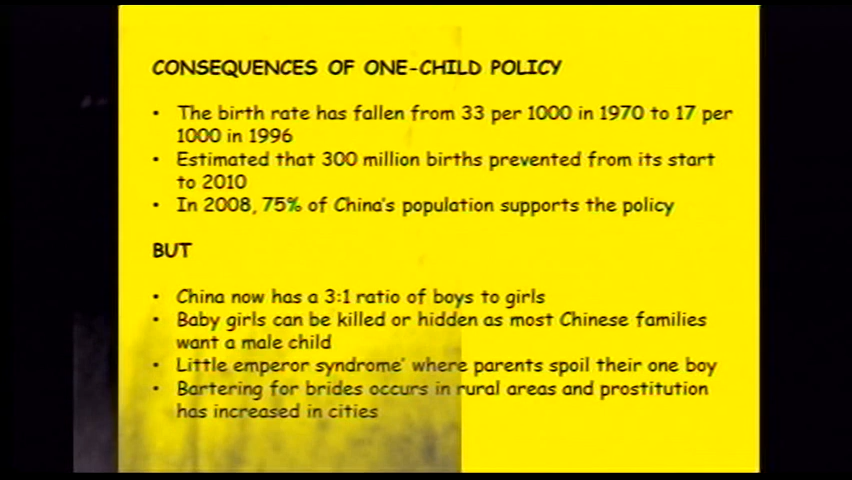 CONSEQUENCES OF ONE-CHILD POLICY
• The birth rate has fallen from 33 per 1000 in 1970 to 17 per
1000 in 1996
• Estimated that 300 million births prevented from its start
to 2010
• In 2008, 75% of China's population supports the policy
BUT
• China now has a 3:1 ratio of boys to girls
• Baby girls can be killed or hidden as most Chinese families
want a male child
• Little emperor syndrome' where parents spoil their one boy
• Bartering for brides occurs in rural areas and prostitution
has increased in cities